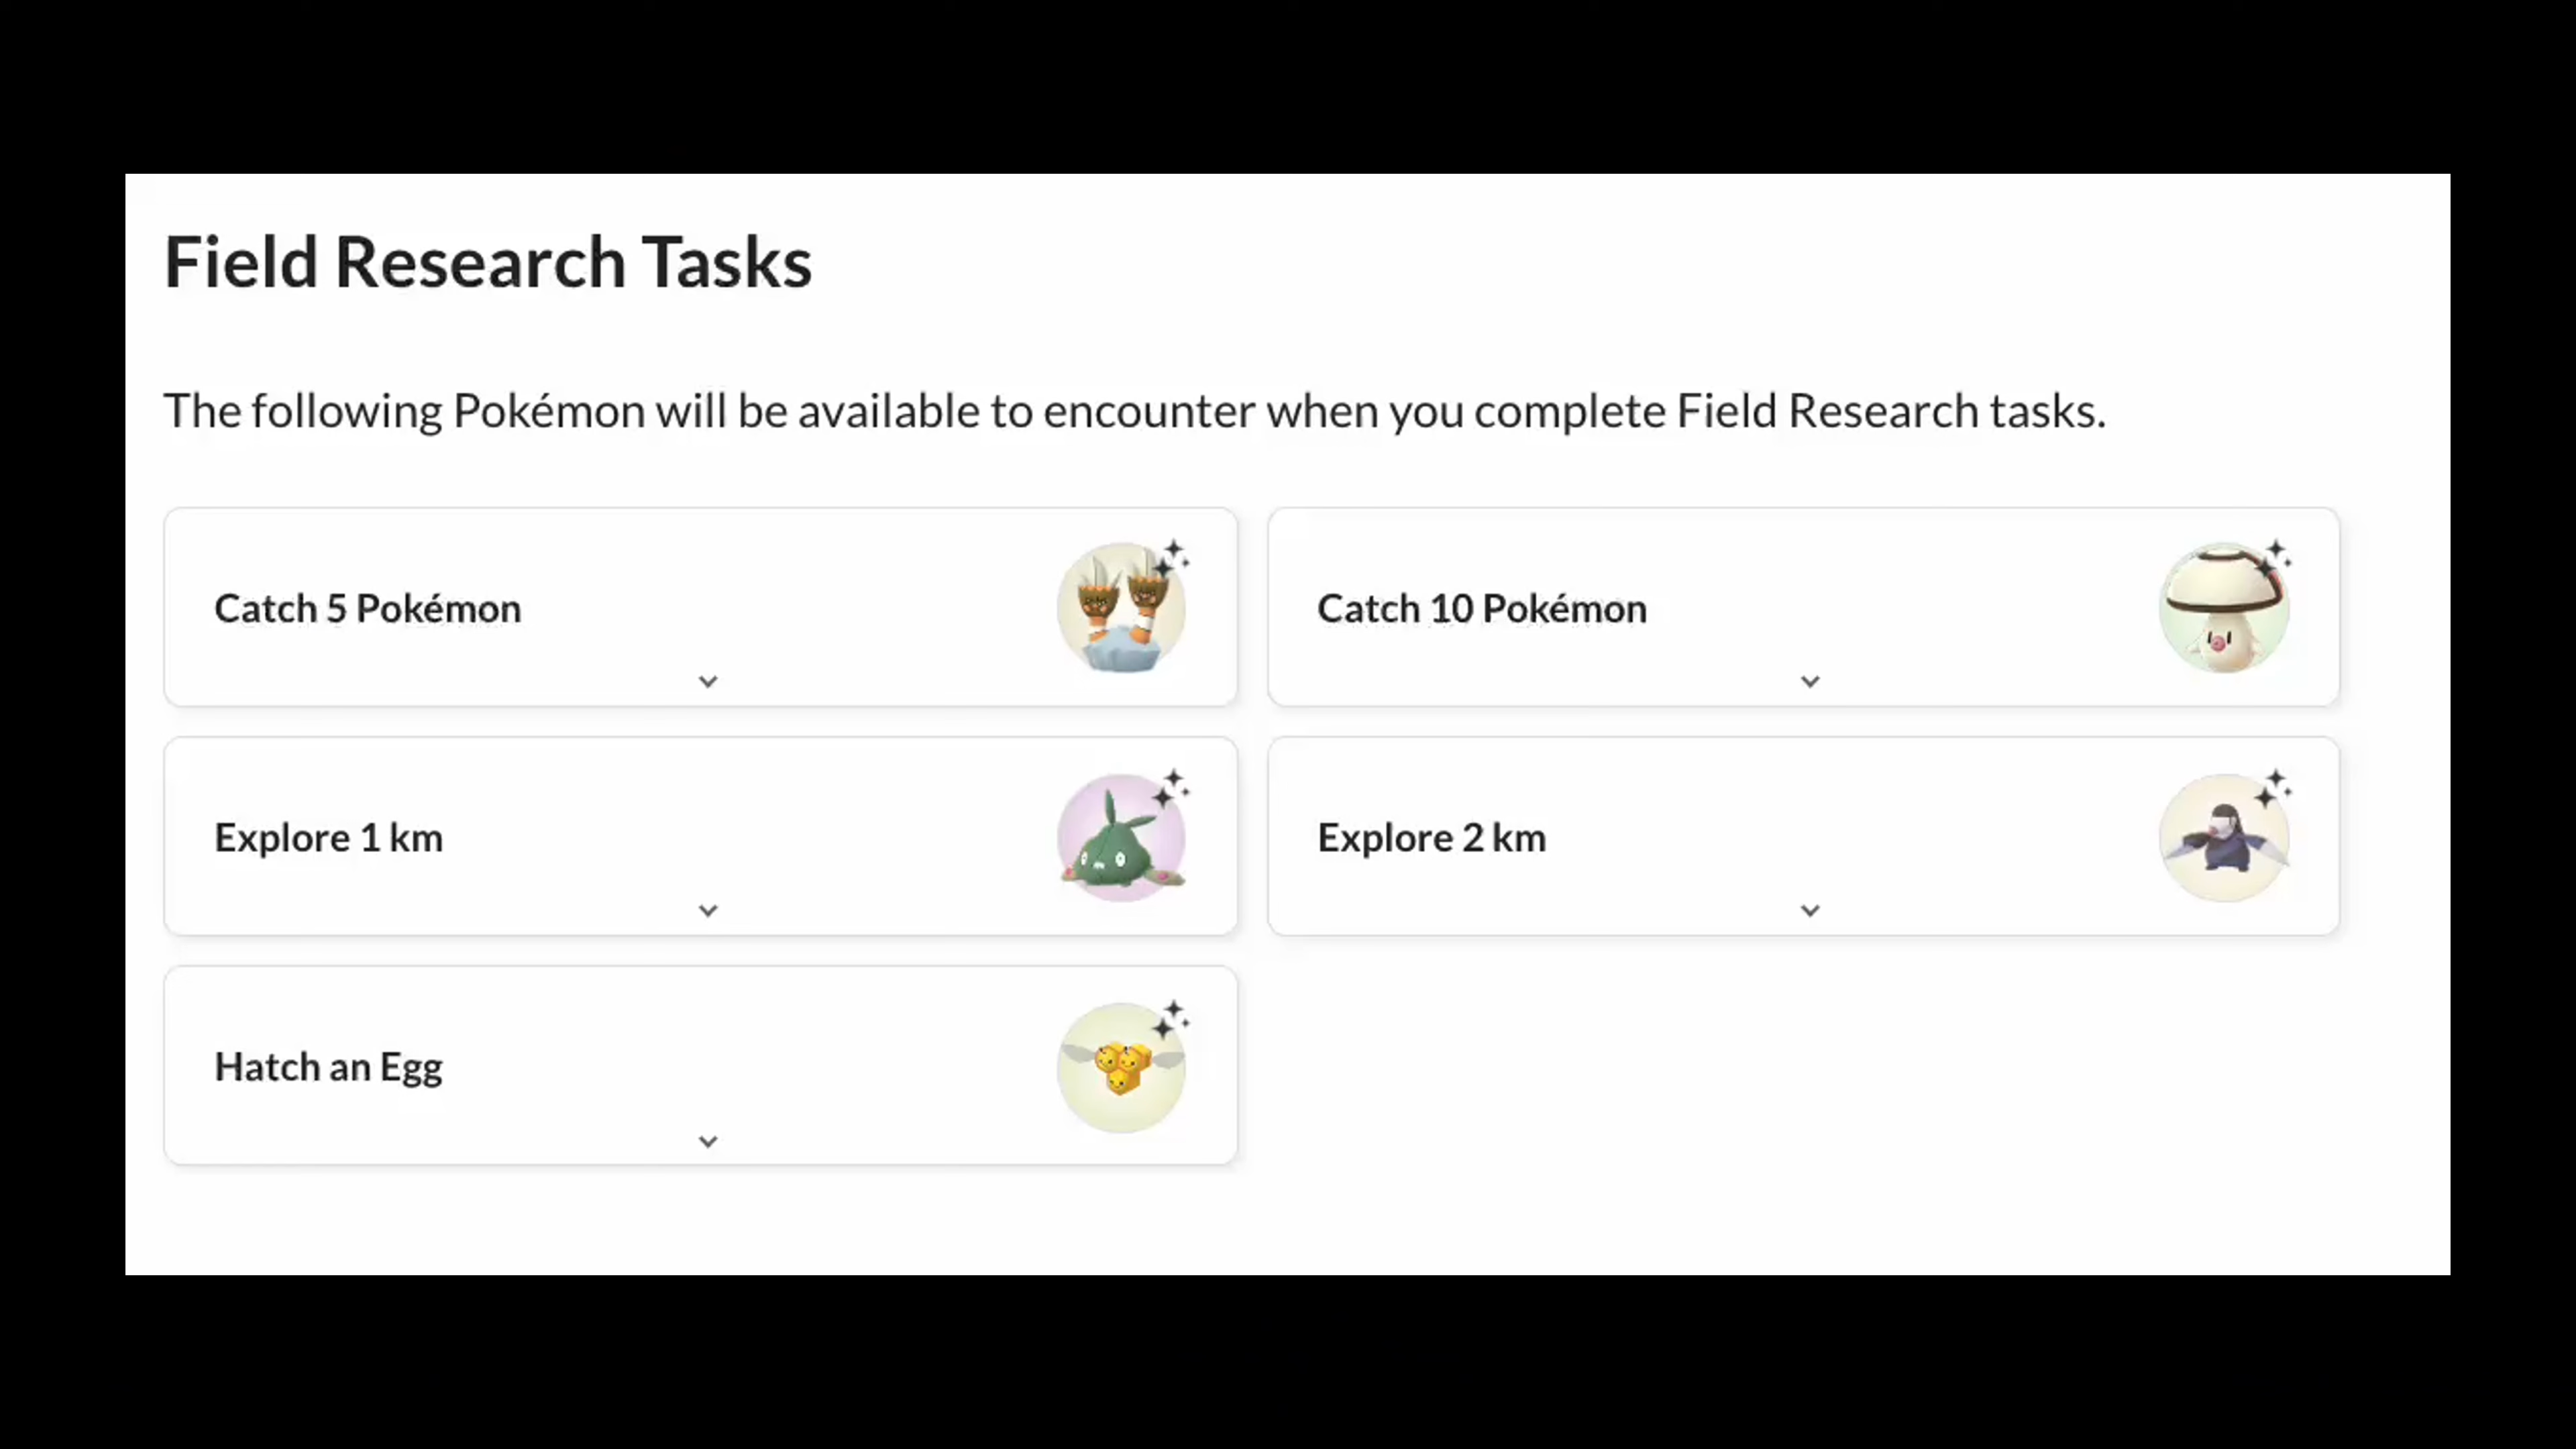 Field Research Tasks
The following Pokémon will be available to encounter when you complete Field Research tasks.
Catch 5 Pokémon
Catch 10 Pokémon
Explore 1 km
Explore 2 km
Hatch an Egg